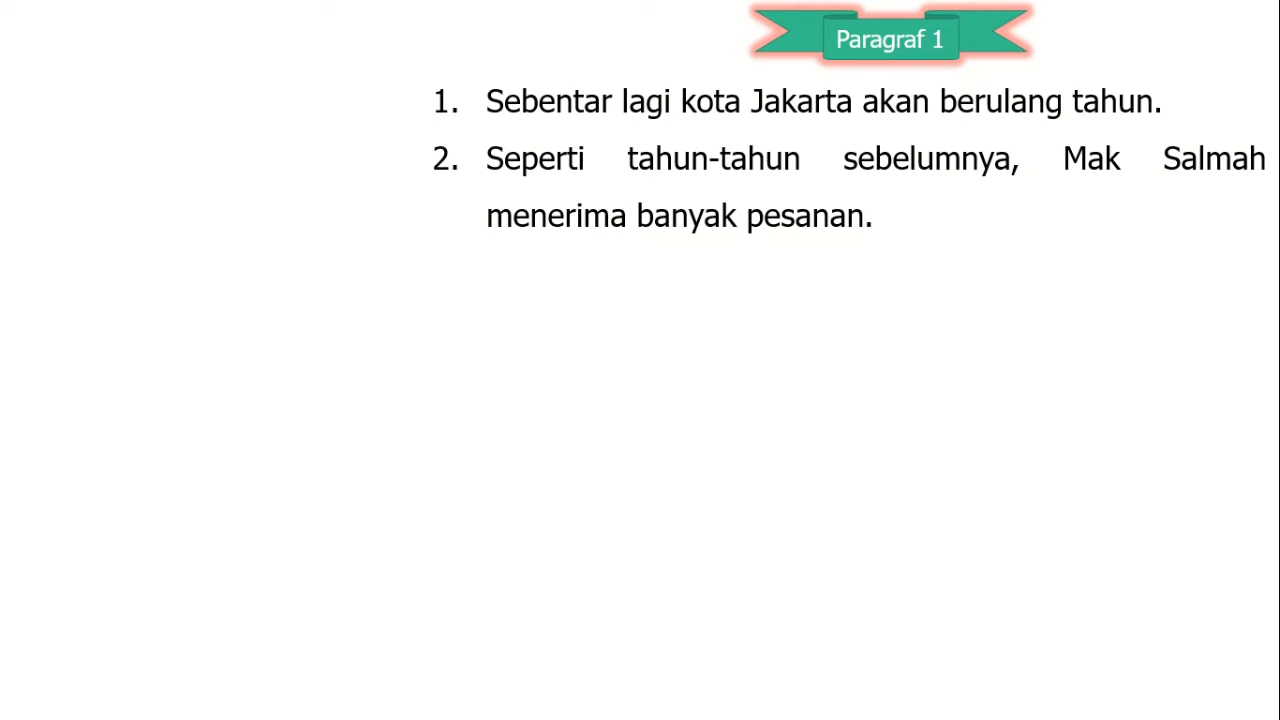 Paragraf 1
1. Sebentar lagi kota Jakarta akan berulang tahun.
2. Seperti tahun-tahun sebelumnya, Mak Salmah
menerima banyak pesanan.